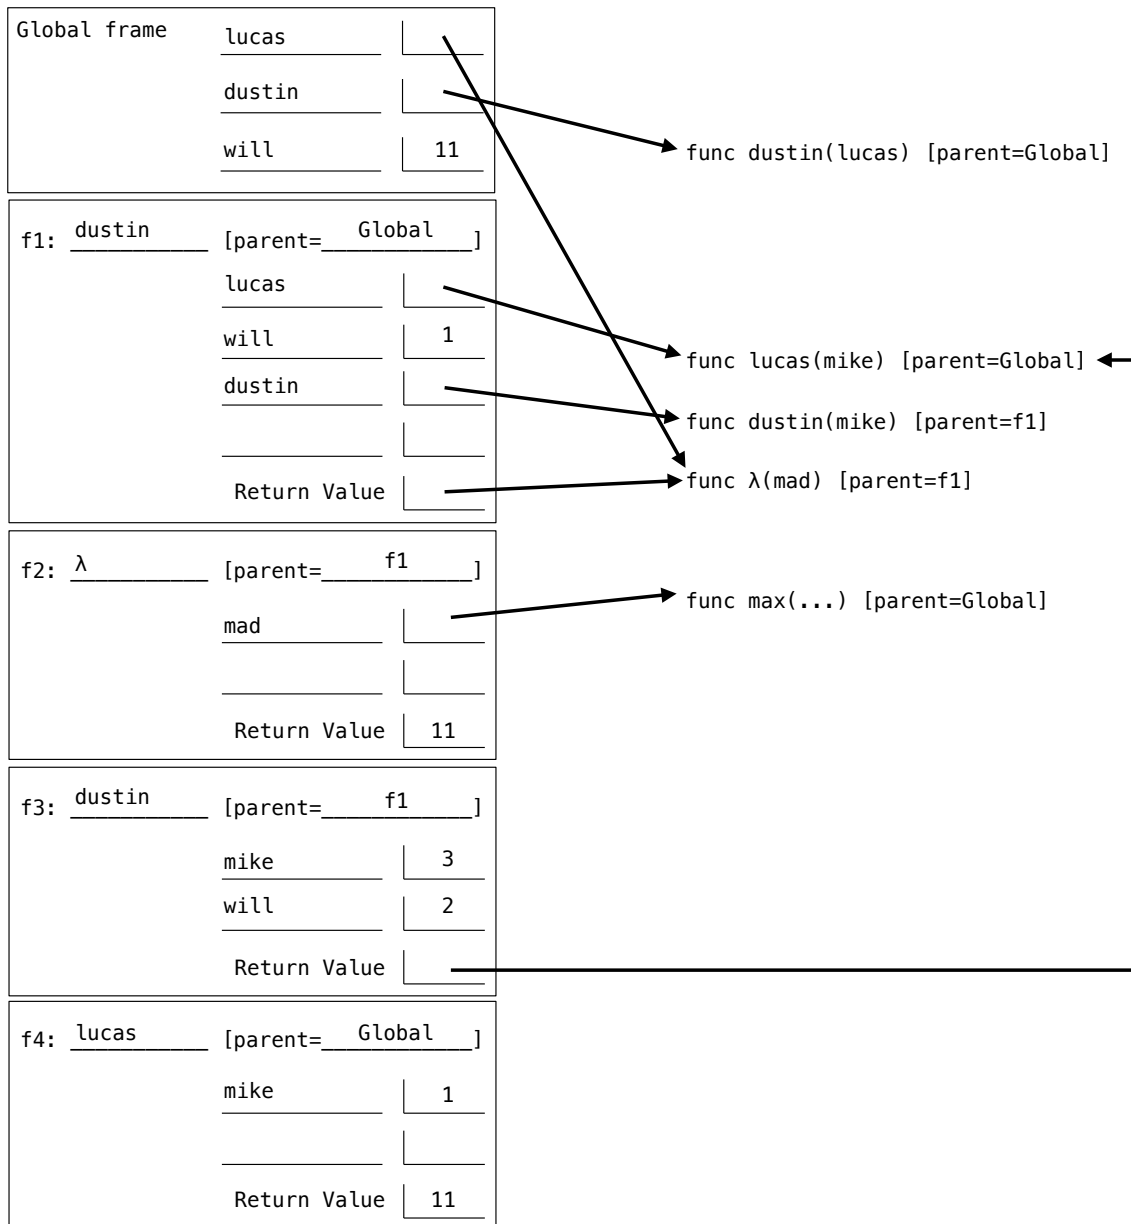 Global frame lucas
dustin
will 11
func dustin(lucas) [parent=Global]
f1: dustin [parent=Global]
lucas
will 1
func lucas(mike) [parent=Global]
dustin
func dustin(mike) [parent=f1]
Return Value
func λ(mad) [parent=f1]
f2: λ [parent=f1]
func max(...) [parent=Global]
mad
Return Value 11
f3: dustin [parent=f1]
mike 3
will 2
Return Value
f4: lucas [parent=Global]
mike 1
Return Value 11